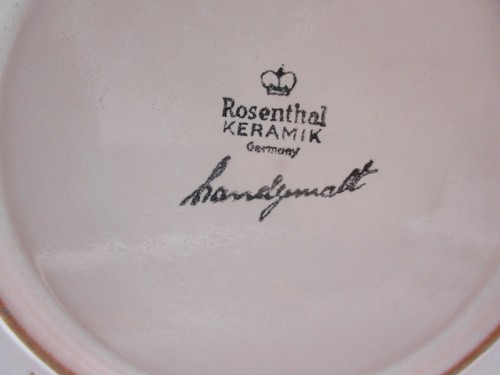 Rosenthal
KERAMIK
Germany
handgemalt